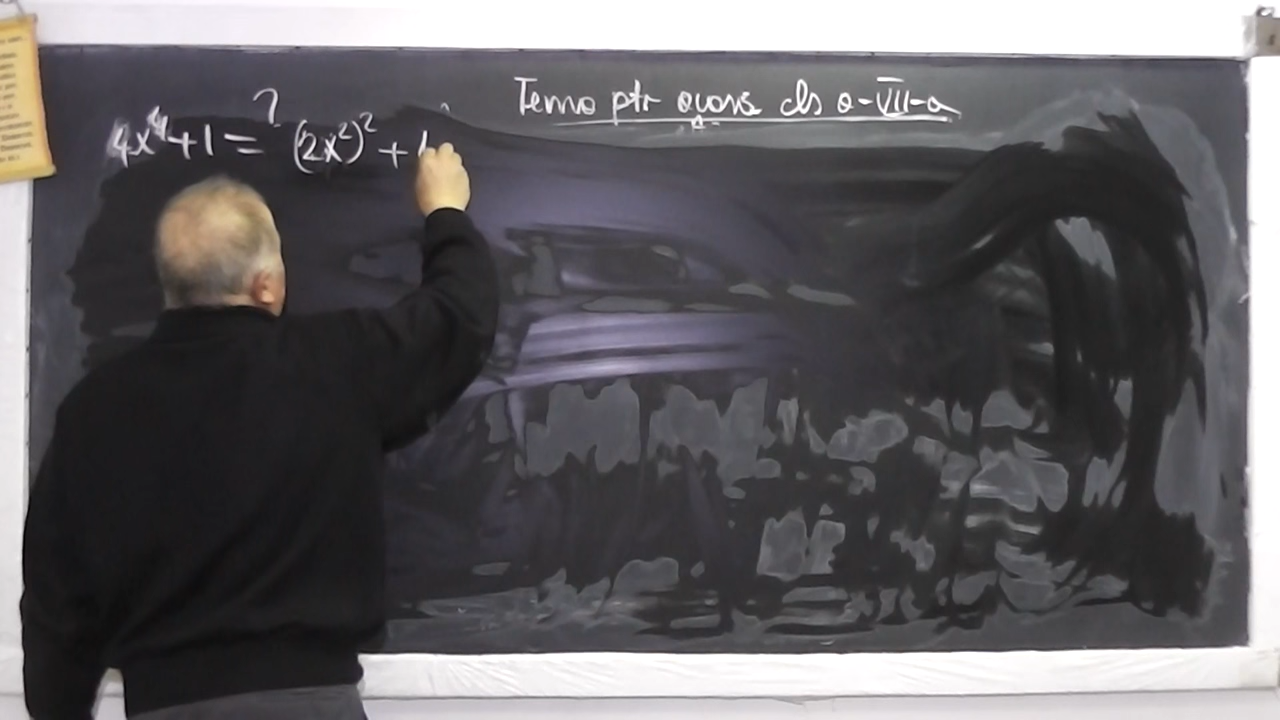 Temo ptr acasă cls a-VII-a
4x⁴+1 =? (2x²)² + 1